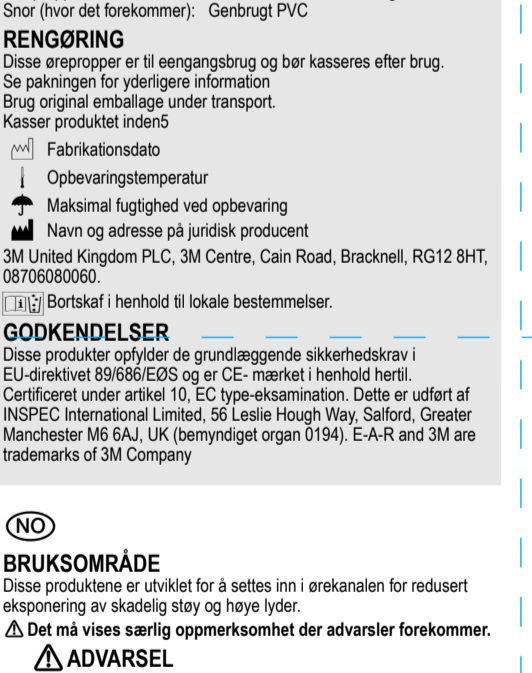 Snor (hvor det forekommer): Genbrugt PVC
RENGØRING
Disse ørepropper er til eengangsbrug og bør kasseres efter brug.
Se pakningen for yderligere information
Brug original emballage under transport.
Kasser produktet inden5
Fabrikationsdato
Opbevaringstemperatur
Maksimal fugtighed ved opbevaring
Navn og adresse på juridisk producent
3M United Kingdom PLC, 3M Centre, Cain Road, Bracknell, RG12 8HT,
08706080060.
Bortskaf i henhold til lokale bestemmelser.
GODKENDELSER
Disse produkter opfylder de grundlæggende sikkerhedskrav i
EU-direktivet 89/686/EØS og er CE- mærket i henhold hertil.
Certificeret under artikel 10, EC type-eksamination. Dette er udført af
INSPEC International Limited, 56 Leslie Hough Way, Salford, Greater
Manchester M6 6AJ, UK (bemyndiget organ 0194). E-A-R and 3M are
trademarks of 3M Company
NO
BRUKSOMRÅDE
Disse produktene er utviklet for å settes inn i ørekanalen for redusert
eksponering av skadelig støy og høye lyder.
Det må vises særlig oppmerksomhet der advarsler forekommer.
ADVARSEL